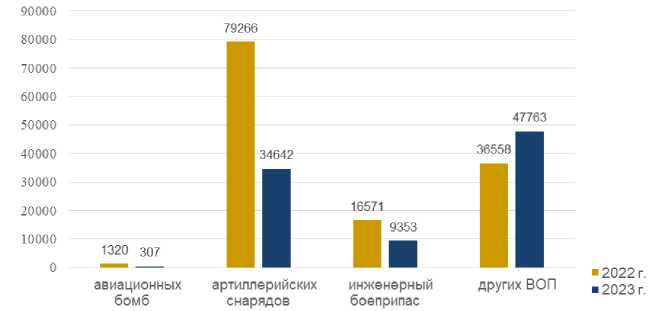 90000
80000
79266
70000
60000
50000
47763
40000
36558
34642
30000
20000
16571
10000
9353
1320
307
0
авиационных
бомб
артиллерийских
снарядов
инженерный
боеприпас
других ВОП
2022 г.
2023 г.